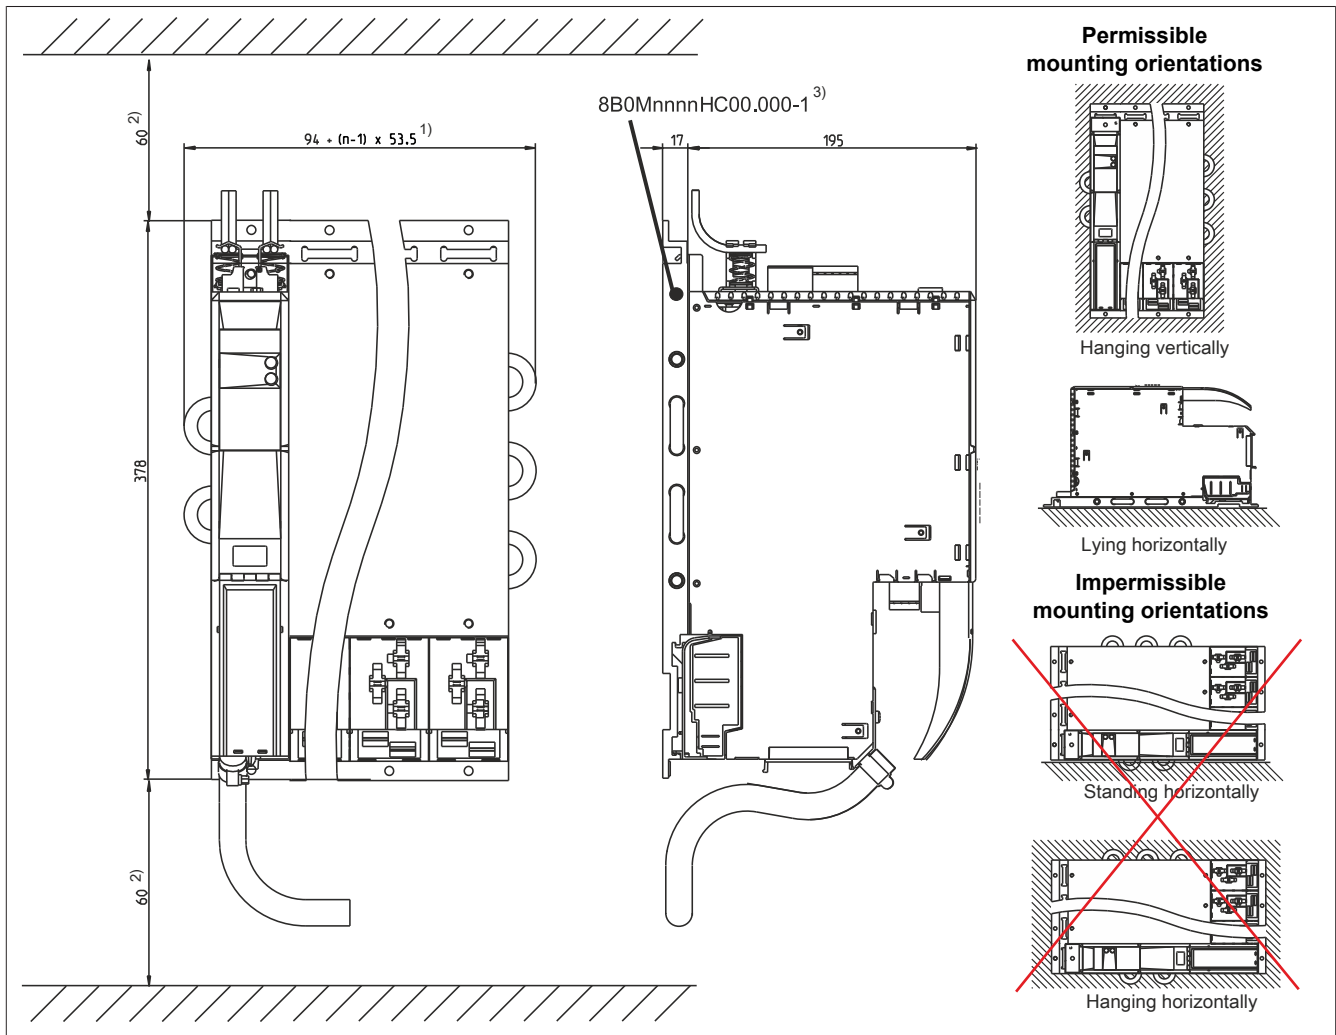 60 2)
94 + (n-1) x 53.5 1)
378
60 2)
8B0MnnnnHC00.000-1 3)
17
195
Permissible
mounting orientations
Hanging vertically
Lying horizontally
Impermissible
mounting orientations
Standing horizontally
Hanging horizontally